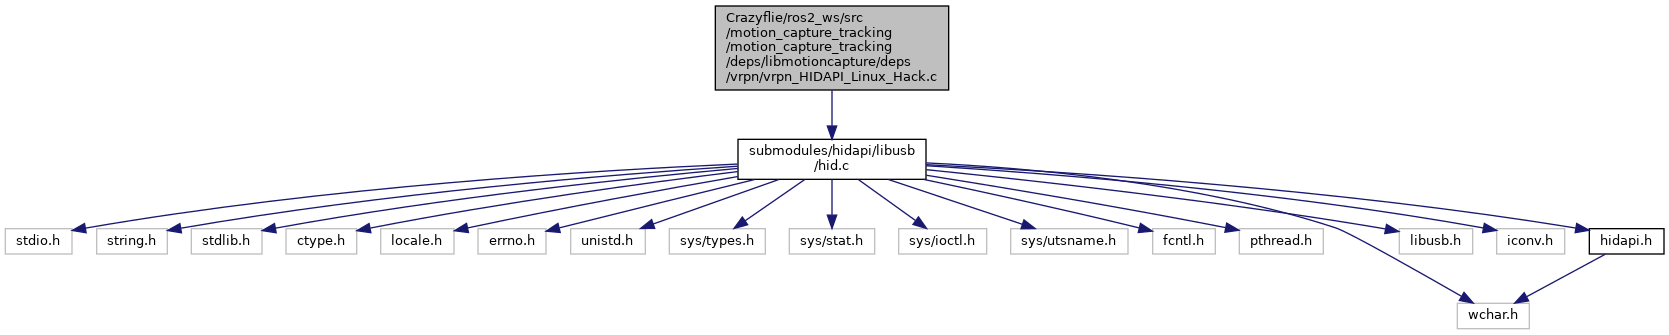 Crazyflie/ros2_ws/src
/motion_capture_tracking
/motion_capture_tracking
/deps/libmotioncapture/deps
/vrpn/vrpn_HIDAPI_Linux_Hack.c
submodules/hidapi/libusb
/hid.c
stdio.h
string.h
stdlib.h
ctype.h
locale.h
errno.h
unistd.h
sys/types.h
sys/stat.h
sys/ioctl.h
sys/utsname.h
fcntl.h
pthread.h
libusb.h
iconv.h
hidapi.h
wchar.h